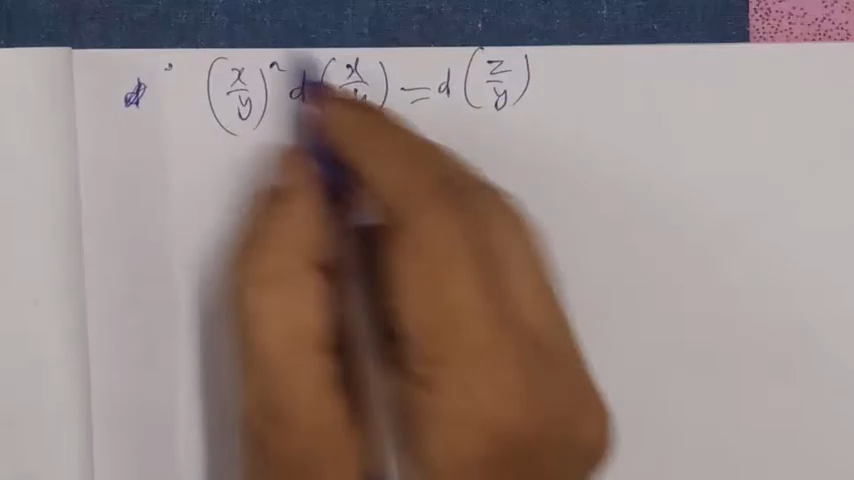 (x/y)² d(x/y) = d(z/y)